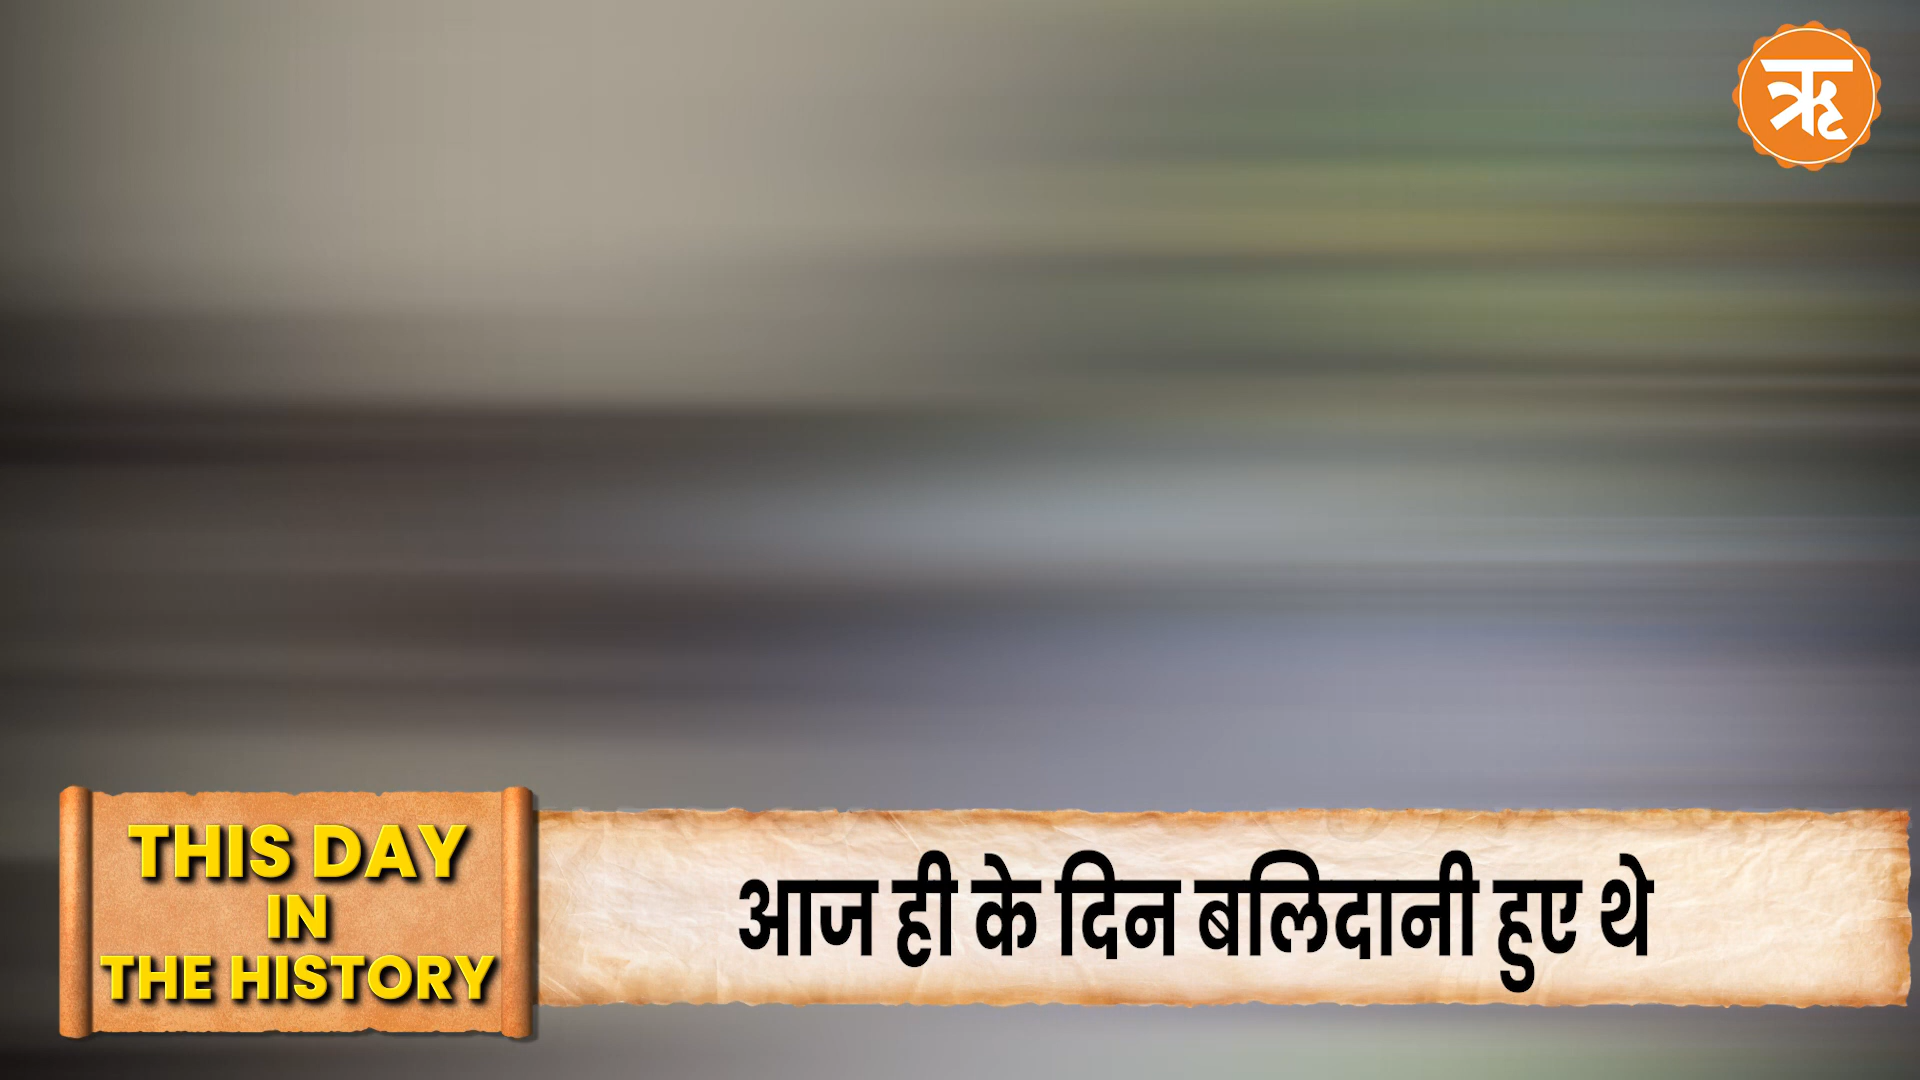 ऋ
THIS DAY
IN
THE HISTORY
आज ही के दिन बलिदानी हुए थे